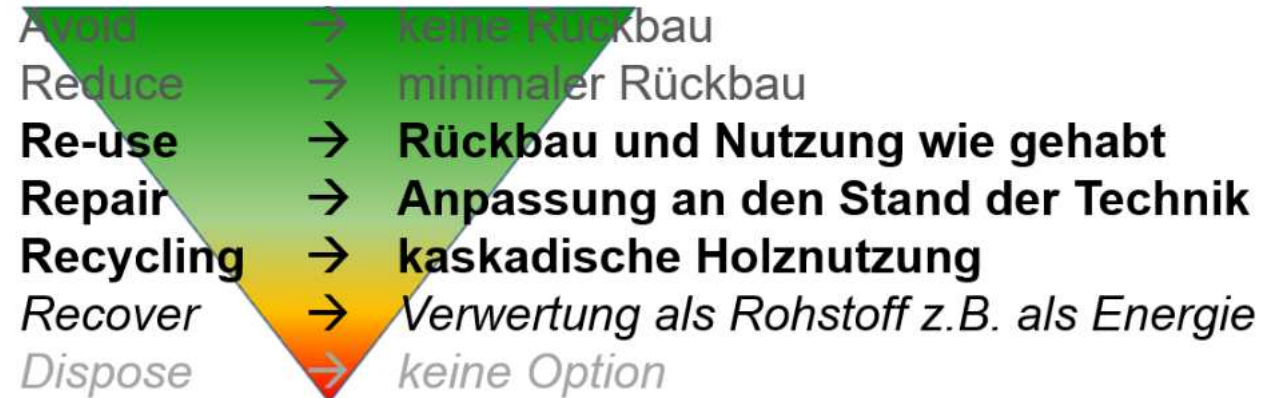 Avoid → keine Rückbau
Reduce → minimaler Rückbau
Re-use → Rückbau und Nutzung wie gehabt
Repair → Anpassung an den Stand der Technik
Recycling → kaskadische Holznutzung
Recover → Verwertung als Rohstoff z.B. als Energie
Dispose → keine Option